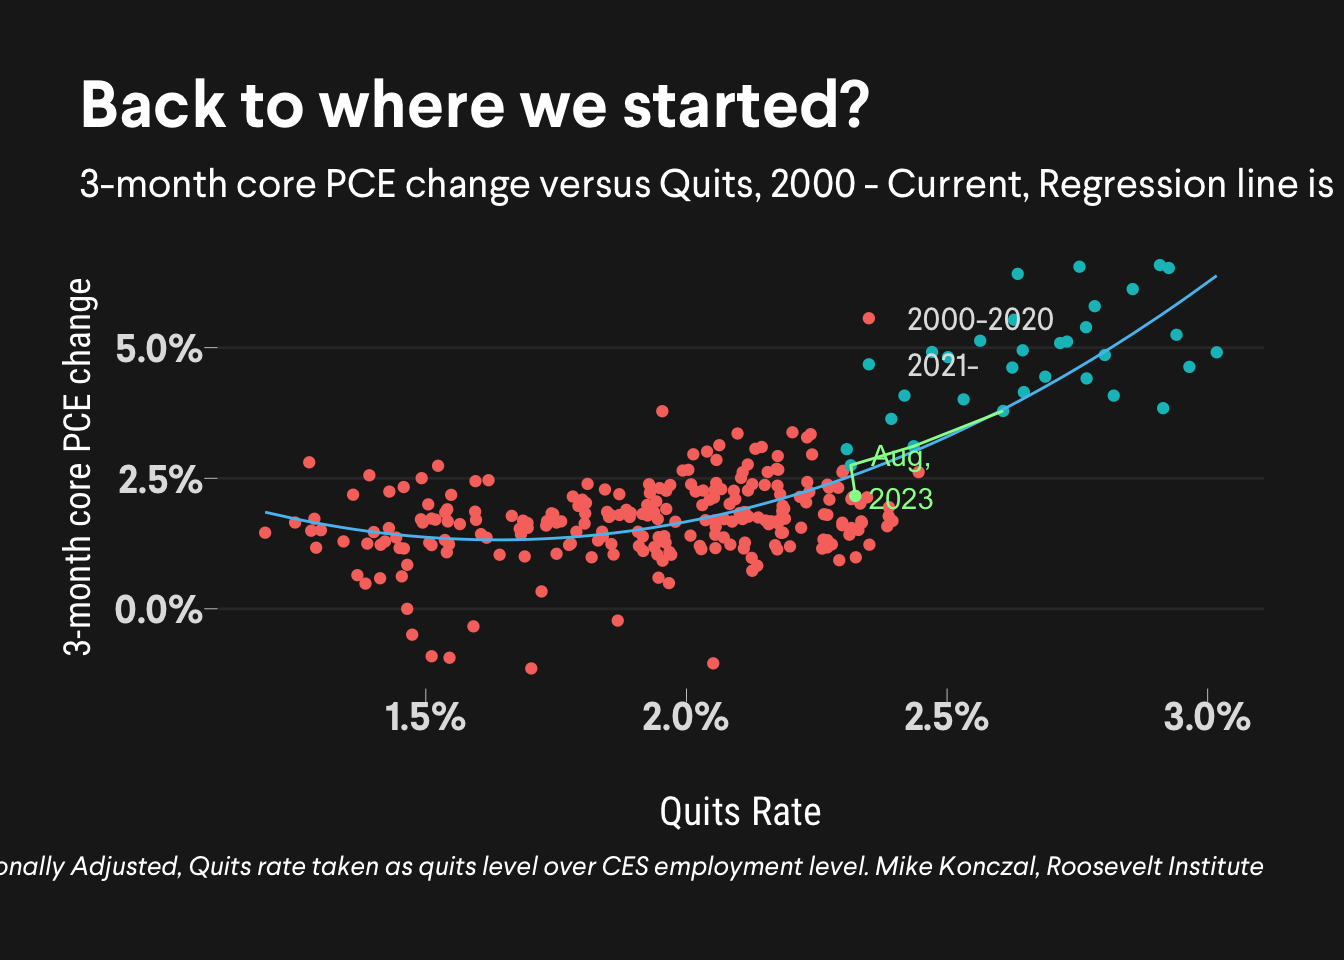 Back to where we started?
3-month core PCE change versus Quits, 2000 - Current, Regression line is
3-month core PCE change
2000-2020
2021-
5.0%
2.5%
0.0%
Aug,
2023
1.5% 2.0% 2.5% 3.0%
Quits Rate
Adjusted, Quits rate taken as quits level over CES employment level. Mike Konczal, Roosevelt Institute